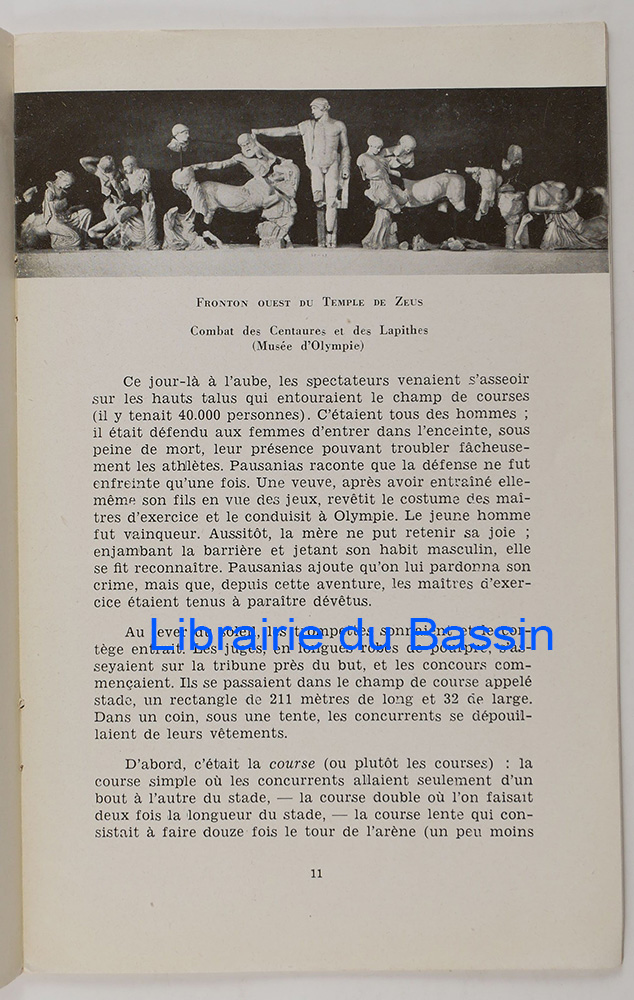 FRONTON OUEST DU TEMPLE DE ZEUS
Combat des Centaures et des Lapithes
(Musée d'Olympie)
Ce jour-là à l'aube, les spectateurs venaient s'asseoir
sur les hauts talus qui entouraient le champ de courses
(il y tenait 40.000 personnes). C'étaient tous des hommes ;
il était défendu aux femmes d'entrer dans l'enceinte, sous
peine de mort, leur présence pouvant troubler fâcheuse-
ment les athlètes. Pausanias raconte que la défense ne fut
enfreinte qu'une fois. Une veuve, après avoir entraîné elle-
même son fils en vue des jeux, revêtit le costume des maî-
tres d'exercice et le conduisit à Olympie. Le jeune homme
fut vainqueur. Aussitôt, la mère ne put retenir sa joie ;
enjambant la barrière et jetant son habit masculin, elle
se fit reconnaître. Pausanias ajoute qu'on lui pardonna son
crime, mais que, depuis cette aventure, les maîtres d'exer-
cice étaient tenus à paraître dévêtus.
Au lever du soleil, les trompettes sonnaient et le cor-
tège entrait. Les juges, en longues robes de pourpre, s'as-
seyaient sur la tribune près du but, et les concours com-
mençaient. Ils se passaient dans le champ de course appelé
stade, un rectangle de 211 mètres de long et 32 de large.
Dans un coin, sous une tente, les concurrents se dépouil-
laient de leurs vêtements.
D'abord, c'était la course (ou plutôt les courses) : la
course simple où les concurrents allaient seulement d'un
bout à l'autre du stade, — la course double où l'on faisait
deux fois la longueur du stade, — la course lente qui con-
sistait à faire douze fois le tour de l'arène (un peu moins
11
Librairie du Bassin